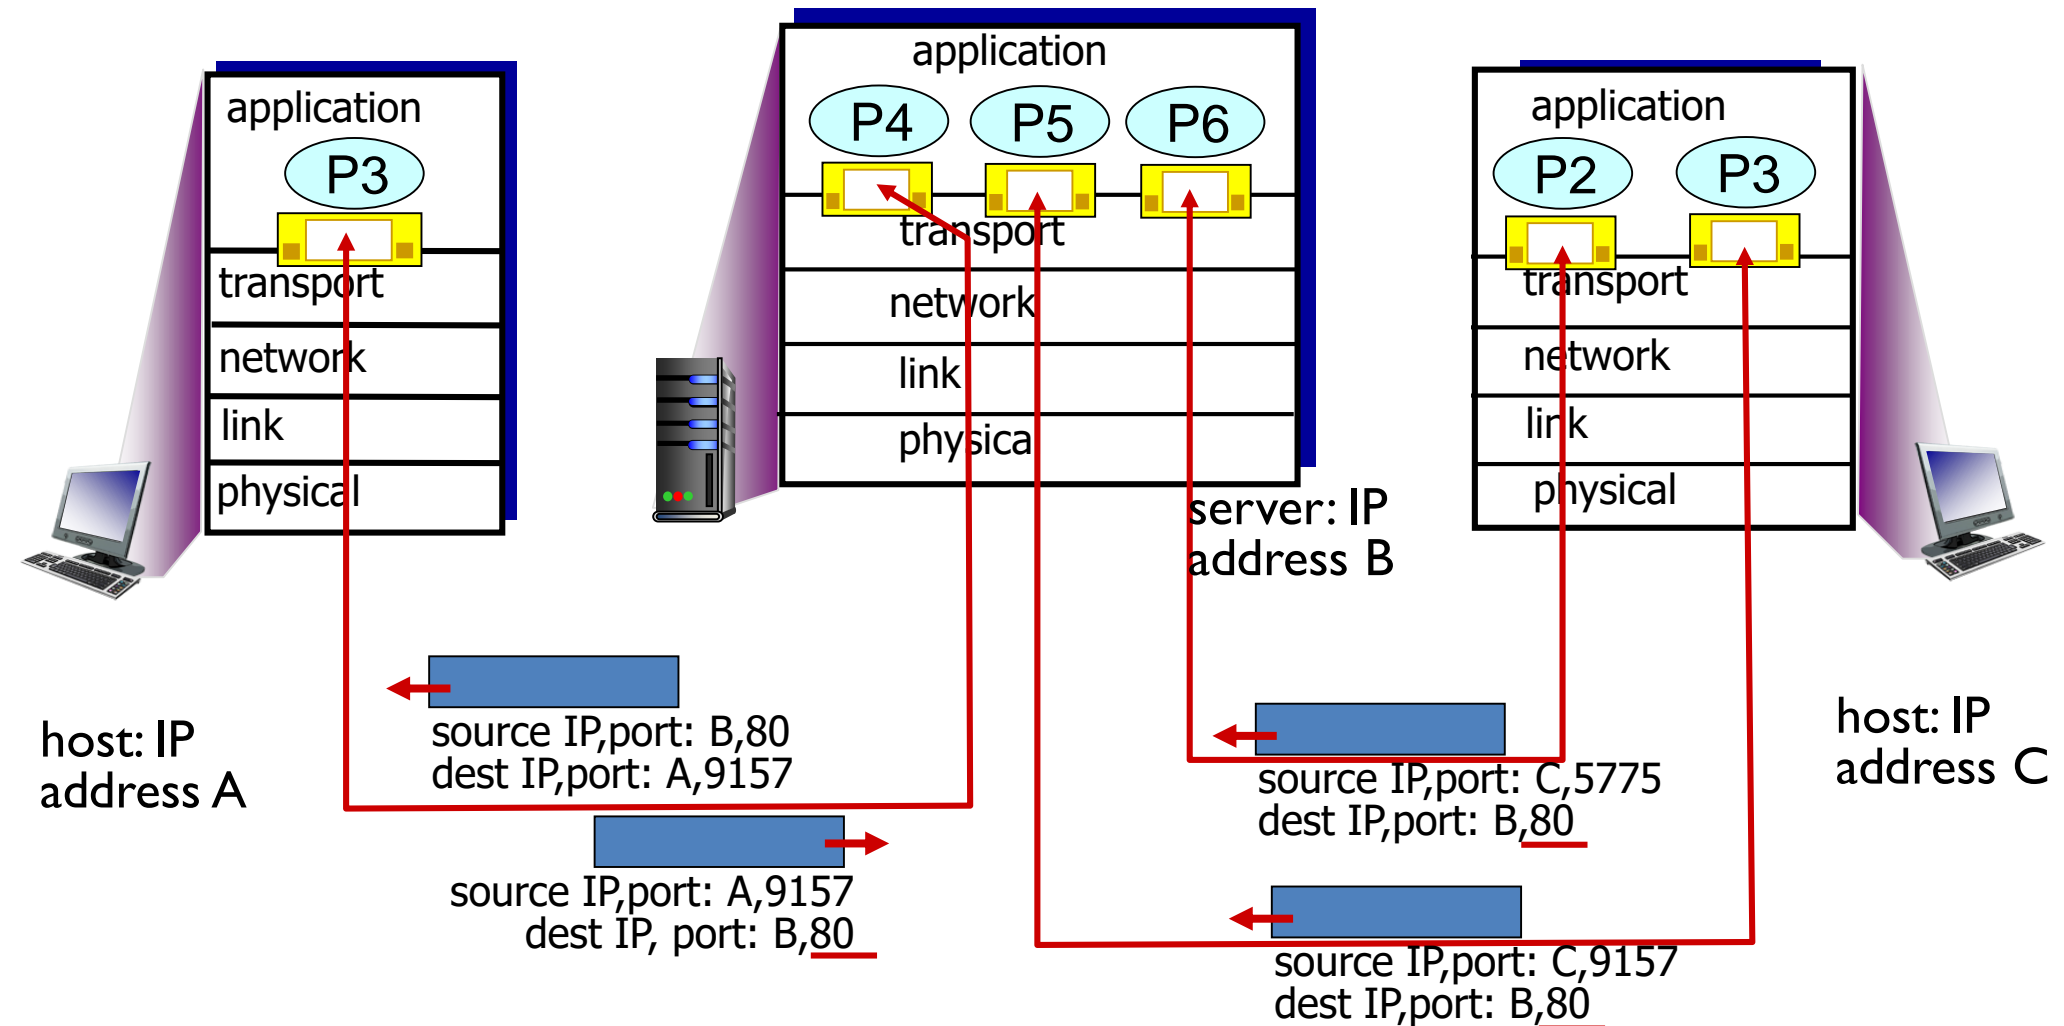 application
P3
transport
network
link
physical
host: IP
address A
application
P4 P5 P6
transport
network
link
physica
server: IP
address B
application
P2 P3
transport
network
link
physical
host: IP
address C
source IP,port: B,80
dest IP,port: A,9157
source IP,port: A,9157
dest IP, port: B,80
source IP,port: C,5775
dest IP,port: B,80
source IP,port: C,9157
dest IP,port: B,80